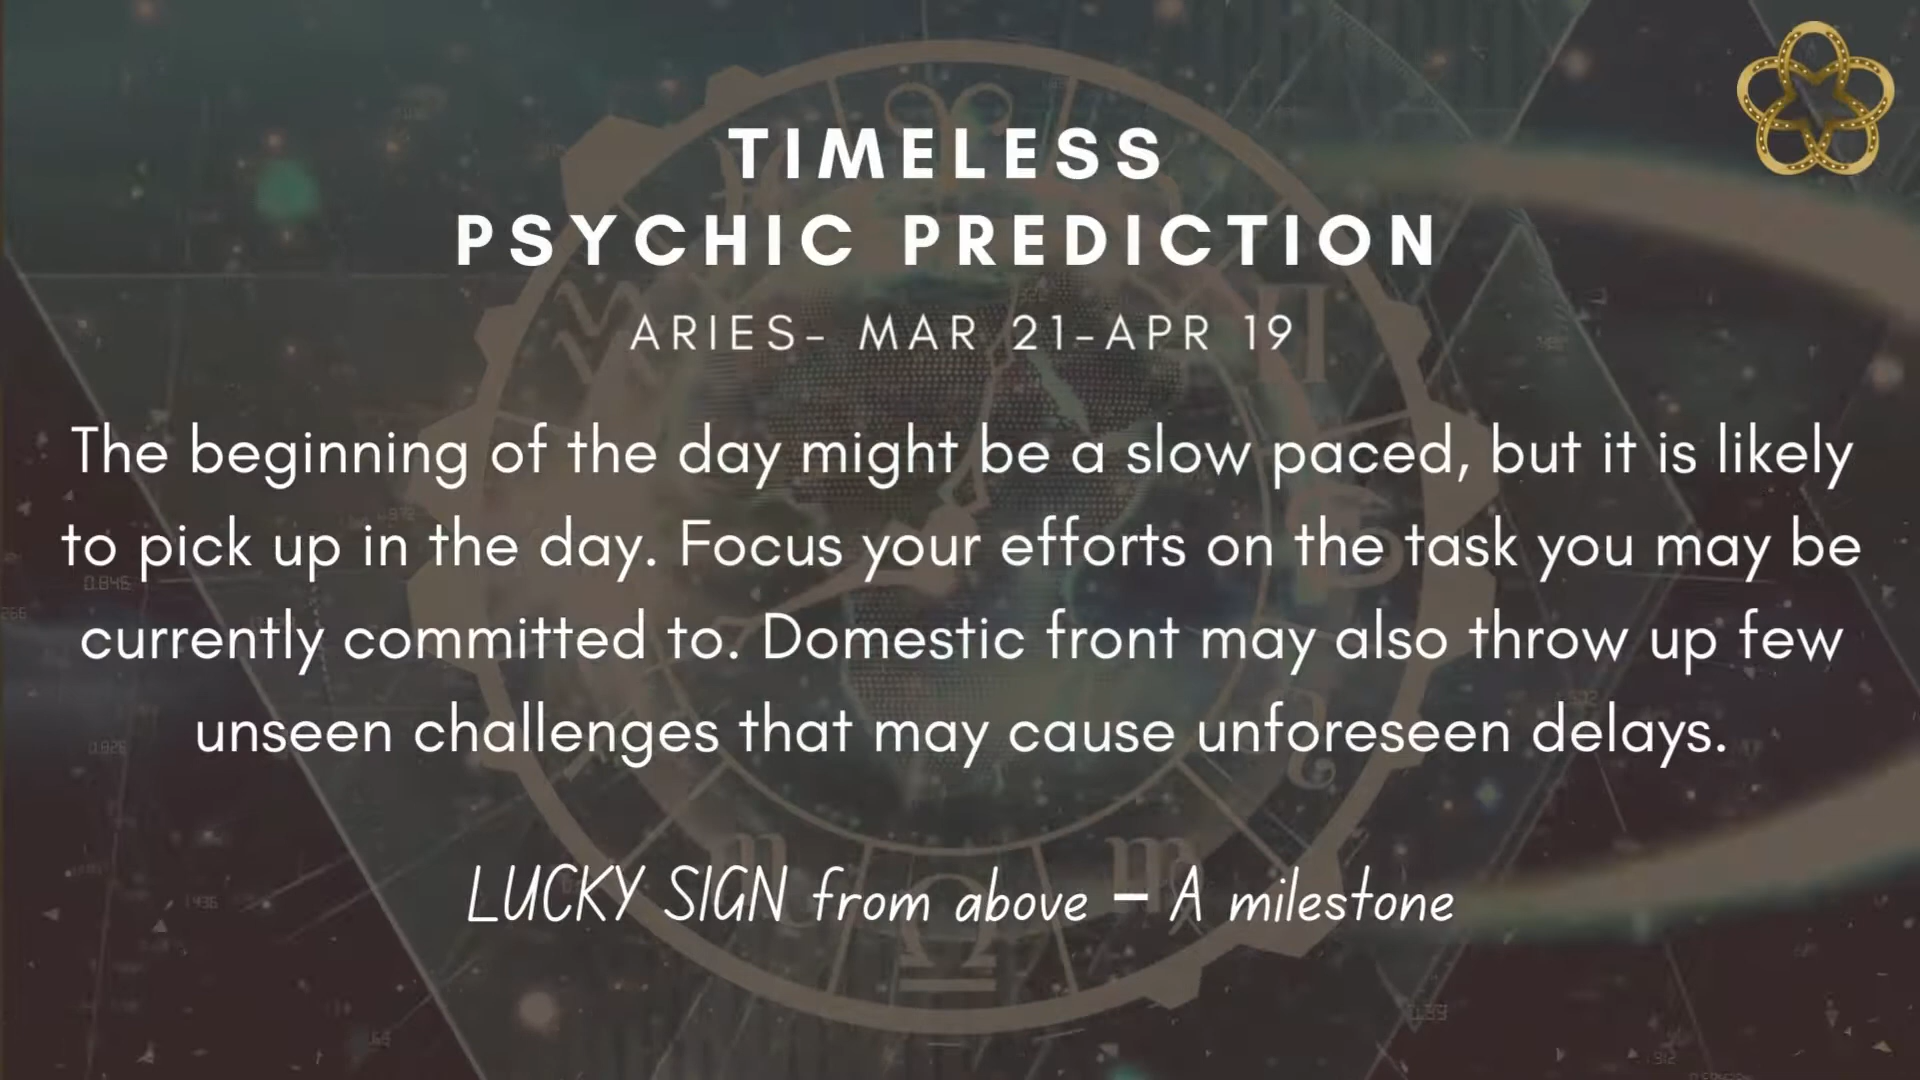 TIMELESS
PSYCHIC PREDICTION
ARIES- MAR 21-APR 19
The beginning of the day might be a slow paced, but it is likely
to pick up in the day. Focus your efforts on the task you may be
currently committed to. Domestic front may also throw up few
unseen challenges that may cause unforeseen delays.
LUCKY SIGN from above – A milestone